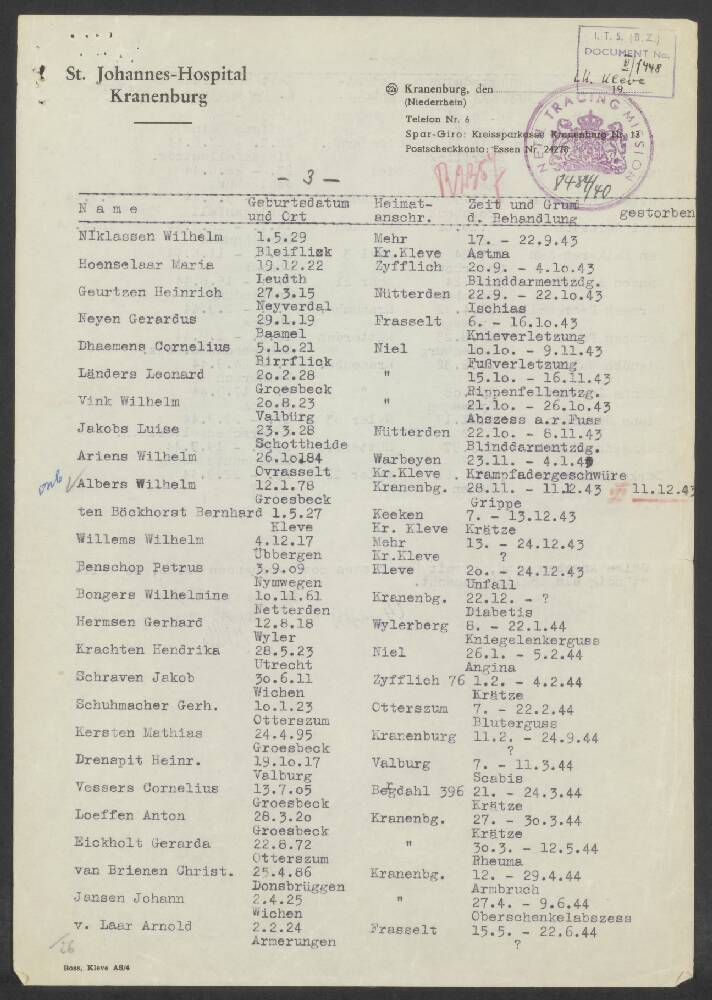 I. T. S. (B. Z.)
DOCUMENT No.
VI/1448
LK. Kleve
St. Johannes-Hospital
Kranenburg
Kranenburg, den 19
(Niederrhein)
Telefon Nr. 6
Spar-Giro: Kreissparkasse Kranenburg Nr. 13
Postscheckkonto: Essen Nr. 24278
TRACING MISSION
8484/40
- 3 -
Name Geburtsdatum Heimat- Zeit und Grund gestorben
und Ort anschr. d. Behandlung
Niklassen Wilhelm 1.5.29 Mehr 17. - 22.9.43
Bleiflisk Kr.Kleve Astma
Hoenselaar Maria 19.12.22 Zyfflich 2o.9. - 4.1o.43
Leudth Blinddarmentzdg.
Geurtzen Heinrich 27.3.15 Nütterden 22.9. - 22.1o.43
Neyverdal Ischias
Neyen Gerardus 29.1.19 Frasselt 6. - 16.1o.43
Baamel Knieverletzung
Dhaemens Cornelius 5.1o.21 Niel 1o.1o. - 9.11.43
Birrflick Fußverletzung
Länders Leonard 2o.2.28 " 15.1o. - 16.11.43
Groesbeck Rippenfellentzg.
Vink Wilhelm 2o.8.23 " 21.1o. - 26.1o.43
Valbürg Abszess a.r.Fuss
Jakobs Luise 23.3.28 Nütterden 22.1o. - 8.11.43
Schottheide Blinddarmentzdg.
Ariens Wilhelm 26.1o184 Warbeyen 23.11. - 4.1.4
Ovrasselt Kr.Kleve Krampfadergeschwüre
Albers Wilhelm 12.1.78 Kranenbg. 28.11. - 11.12.43 11.12.43
Groesbeck Grippe
ten Böckhorst Bernhard 1.5.27 Keeken 7. - 13.12.43
Kleve Kr. Kleve Krätze
Willems Wilhelm 4.12.17 Mehr 13. - 24.12.43
Übbergen Kr.Kleve ?
Benschop Petrus 3.9.o9 Kleve 2o. - 24.12.43
Nymwegen Unfall
Bongers Wilhelmine 1o.11.61 Kranenbg. 22.12. - ?
Netterden Diabetis
Hermsen Gerhard 12.8.18 Wylerberg 8. - 22.1.44
Wyler Kniegelenkerguss
Krachten Hendrika 28.5.23 Niel 26.1. - 5.2.44
Utrecht Angina
Schraven Jakob 3o.6.11 Zyfflich 76 1.2. - 4.2.44
Wichen Krätze
Schuhmacher Gerh. 1o.1.23 Otterszum 7. - 22.2.44
Otterszum Bluterguss
Kersten Mathias 24.4.95 Kranenburg 11.2. - 24.9.44
Groesbeck ?
Drenspit Heinr. 19.1o.17 Valburg 7. - 11.3.44
Valburg Scabis
Vossers Cornelius 13.7.o5 Bergdahl 396 21. - 24.3.44
Groesbeck Krätze
Loeffen Anton 28.3.2o Kranenbg. 27. - 3o.3.44
Groesbeck Krätze
Eickholt Gerarda 22.8.72 " 3o.3. - 12.5.44
Otterszum Rheuma
van Brienen Christ. 25.4.86 Kranenbg. 12. - 29.4.44
Donsbrüggen Armbruch
Jansen Johann 2.4.25 " 27.4. - 9.6.44
Wichen Oberschenkelabszess
v. Laar Arnold 2.2.24 Frasselt 15.5. - 22.6.44
Armerungen ?
26
Boss, Kleve A8/4